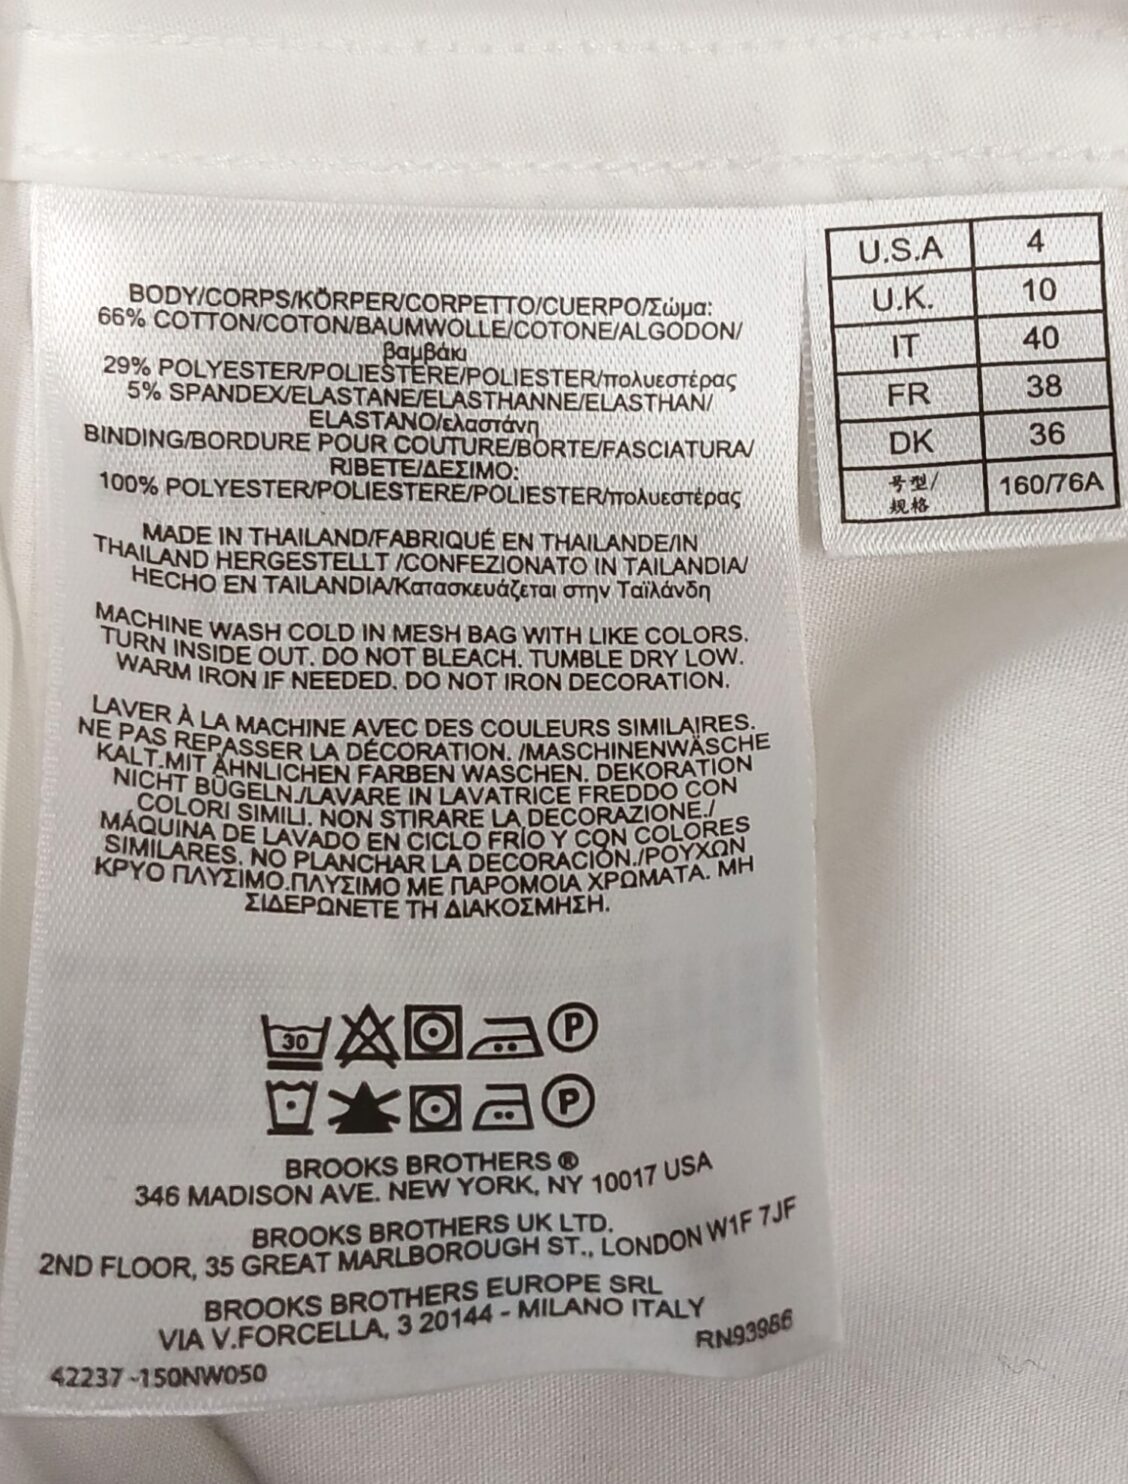 BODY/CORPS/KÖRPER/CORPETTO/CUERPO/Σώμα:
66% COTTON/COTON/BAUMWOLLE/COTONE/ALGODON/
βαμβάκι
29% POLYESTER/POLIESTERE/POLIESTER/πολυεστέρας
5% SPANDEX/ELASTANE/ELASTHANNE/ELASTHAN/
ELASTANO/ελαστάνη
BINDING/BORDURE POUR COUTURE/BORTE/FASCIATURA/
RIBETE/ΔΕΣΙΜΟ:
100% POLYESTER/POLIESTERE/POLIESTER/πολυεστέρας
MADE IN THAILAND/FABRIQUÉ EN THAILANDE/IN
THAILAND HERGESTELLT /CONFEZIONATO IN TAILANDIA/
HECHO EN TAILANDIA/Κατασκευάζεται στην Ταϊλάνδη
MACHINE WASH COLD IN MESH BAG WITH LIKE COLORS.
TURN INSIDE OUT. DO NOT BLEACH. TUMBLE DRY LOW.
WARM IRON IF NEEDED. DO NOT IRON DECORATION.
LAVER À LA MACHINE AVEC DES COULEURS SIMILAIRES.
NE PAS REPASSER LA DÉCORATION. /MASCHINENWÄSCHE
KALT.MIT ÄHNLICHEN FARBEN WASCHEN. DEKORATION
NICHT BÜGELN./LAVARE IN LAVATRICE FREDDO CON
COLORI SIMILI. NON STIRARE LA DECORAZIONE./
MÁQUINA DE LAVADO EN CICLO FRÍO Y CON COLORES
SIMILARES. NO PLANCHAR LA DECORACIÓN./ΡΟΥΧΩΝ
ΚΡΥΟ ΠΛΥΣΙΜΟ.ΠΛΥΣΙΜΟ ΜΕ ΠΑΡΟΜΟΙΑ ΧΡΩΜΑΤΑ. ΜΗ
ΣΙΔΕΡΩΝΕΤΕ ΤΗ ΔΙΑΚΟΣΜΗΣΗ.
30 P
P
BROOKS BROTHERS ®
346 MADISON AVE. NEW YORK, NY 10017 USA
BROOKS BROTHERS UK LTD.
2ND FLOOR, 35 GREAT MARLBOROUGH ST., LONDON W1F 7JF
BROOKS BROTHERS EUROPE SRL
VIA V.FORCELLA, 3 20144 - MILANO ITALY
RN93986
42237 -150NW050
U.S.A 4
U.K. 10
IT 40
FR 38
DK 36
号型/
规格 160/76A